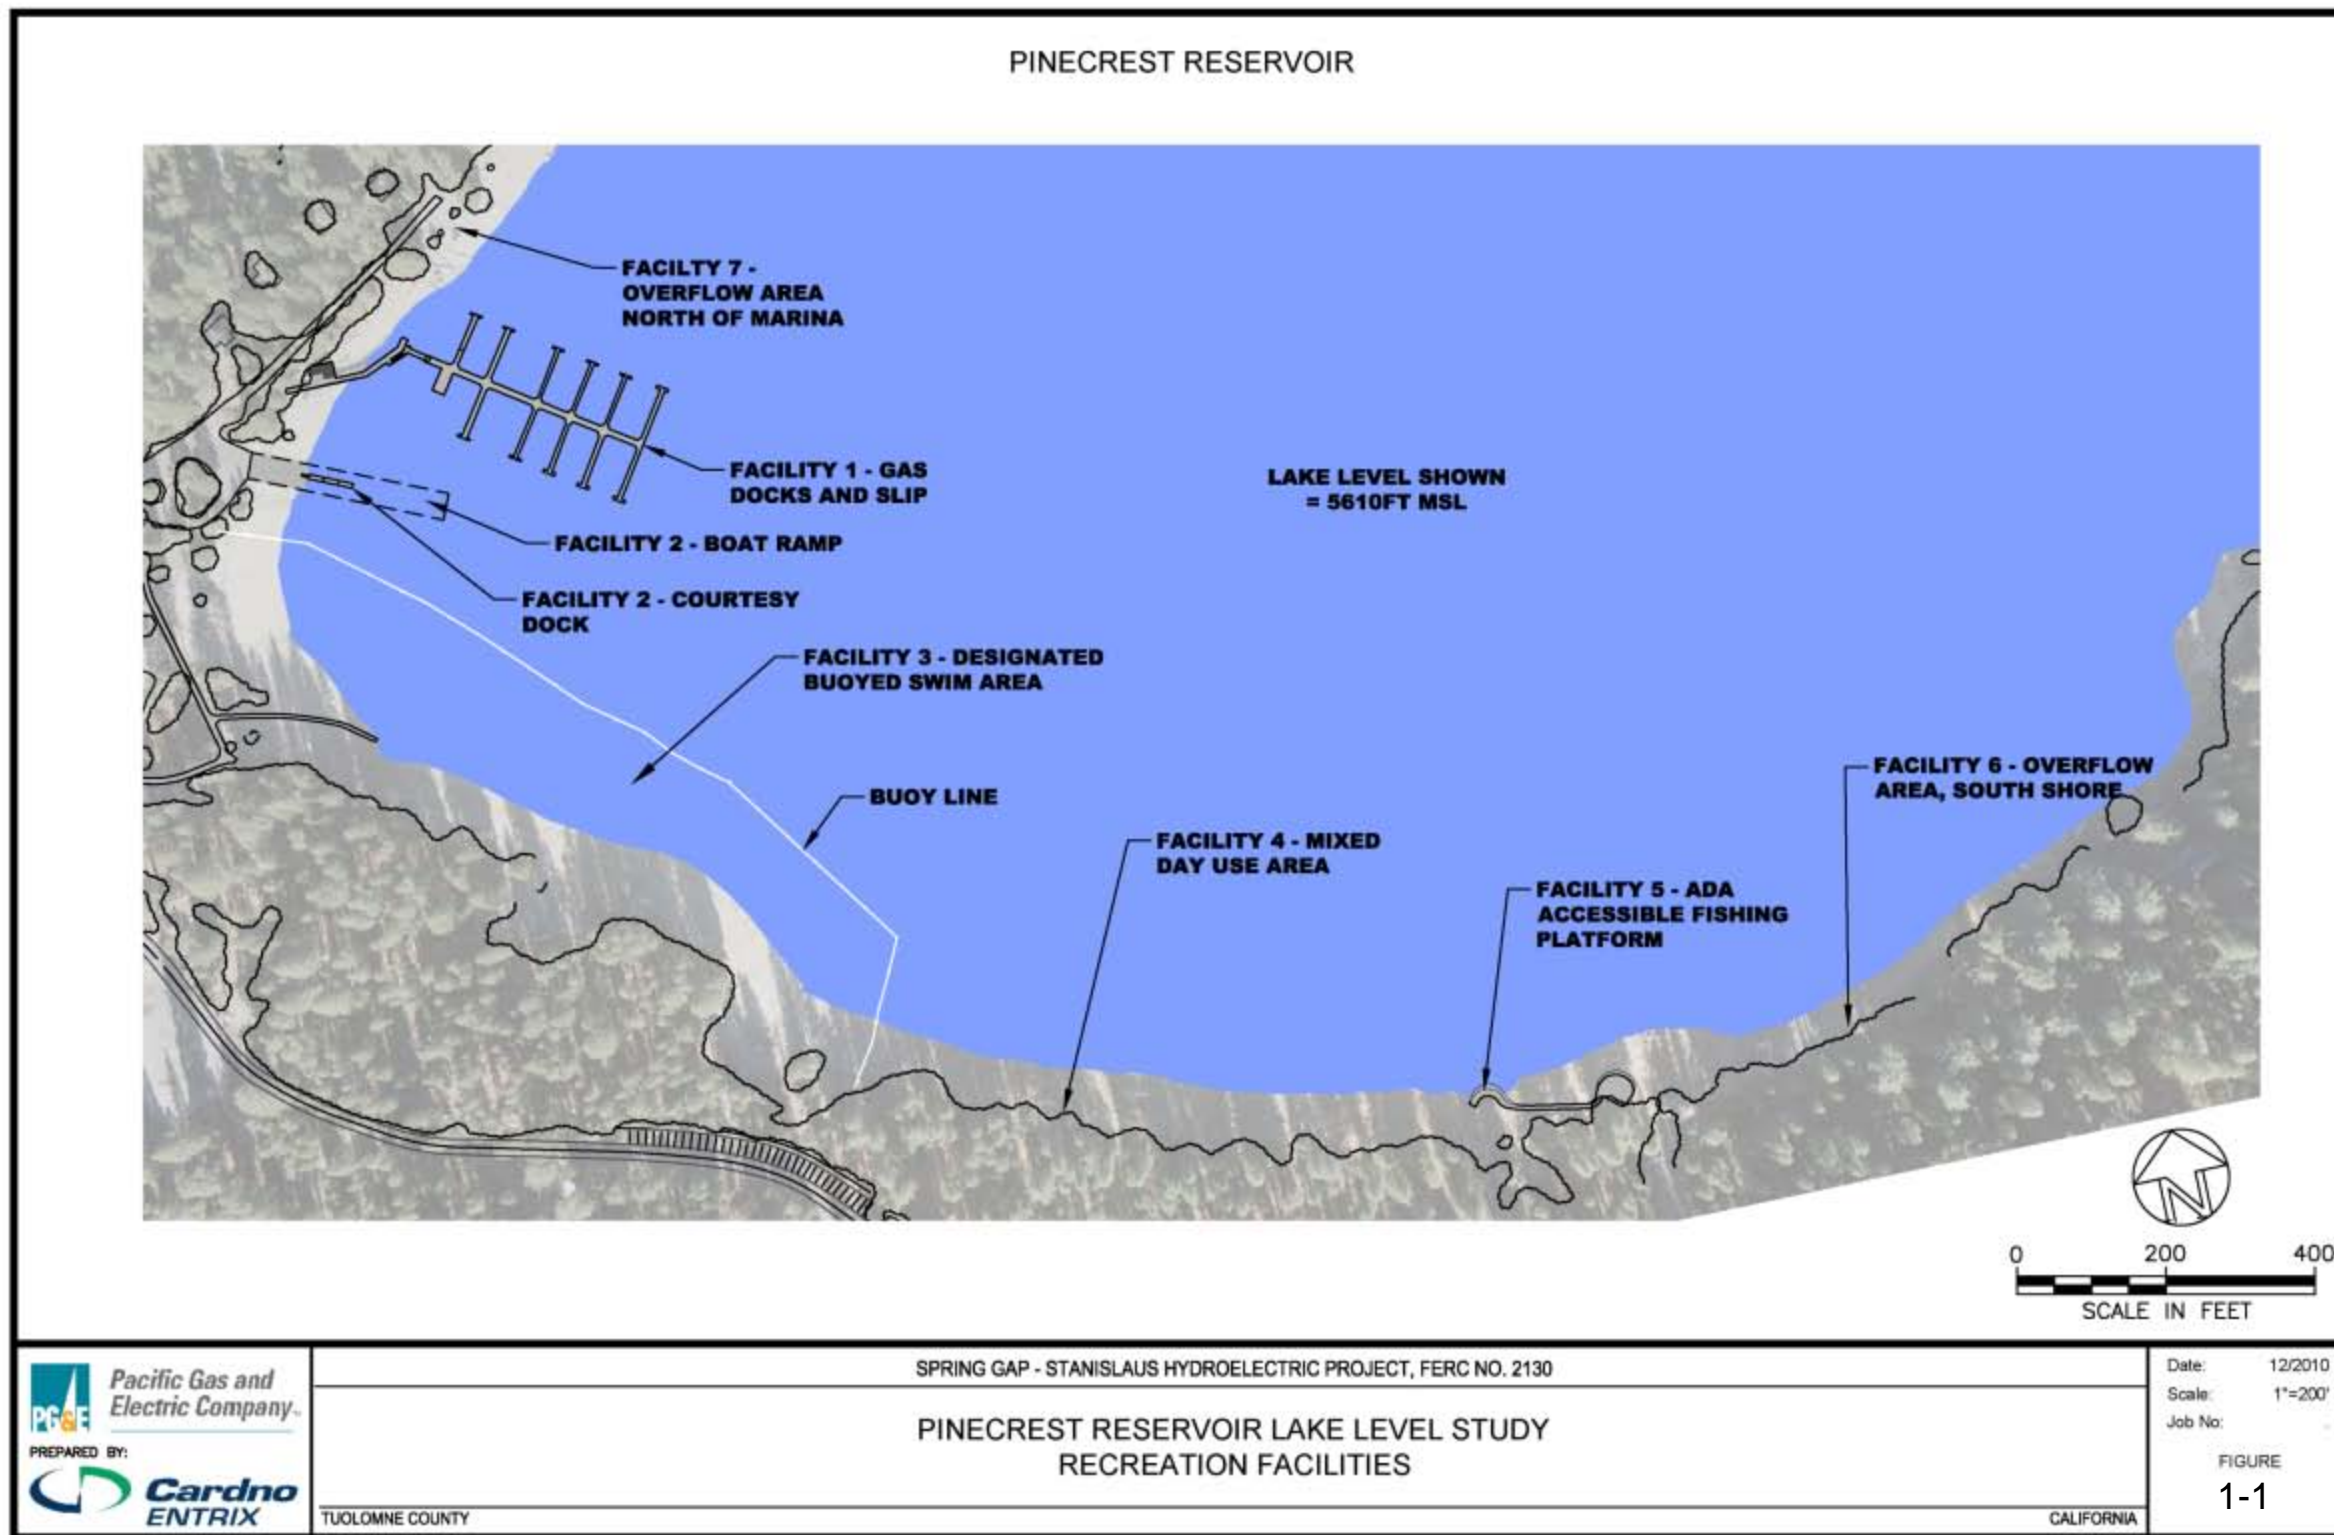 PINECREST RESERVOIR
FACILTY 7 -
OVERFLOW AREA
NORTH OF MARINA
FACILITY 1 - GAS
DOCKS AND SLIP
LAKE LEVEL SHOWN
= 5610FT MSL
FACILITY 2 - BOAT RAMP
FACILITY 2 - COURTESY
DOCK
FACILITY 3 - DESIGNATED
BUOYED SWIM AREA
BUOY LINE
FACILITY 4 - MIXED
DAY USE AREA
FACILITY 5 - ADA
ACCESSIBLE FISHING
PLATFORM
FACILITY 6 - OVERFLOW
AREA, SOUTH SHORE
N
0 200 400
SCALE IN FEET
PG&E
Pacific Gas and
Electric Company
PREPARED BY:
Cardno
ENTRIX
SPRING GAP - STANISLAUS HYDROELECTRIC PROJECT, FERC NO. 2130
PINECREST RESERVOIR LAKE LEVEL STUDY
RECREATION FACILITIES
TUOLOMNE COUNTY
CALIFORNIA
Date: 12/2010
Scale: 1"=200'
Job No:
FIGURE
1-1